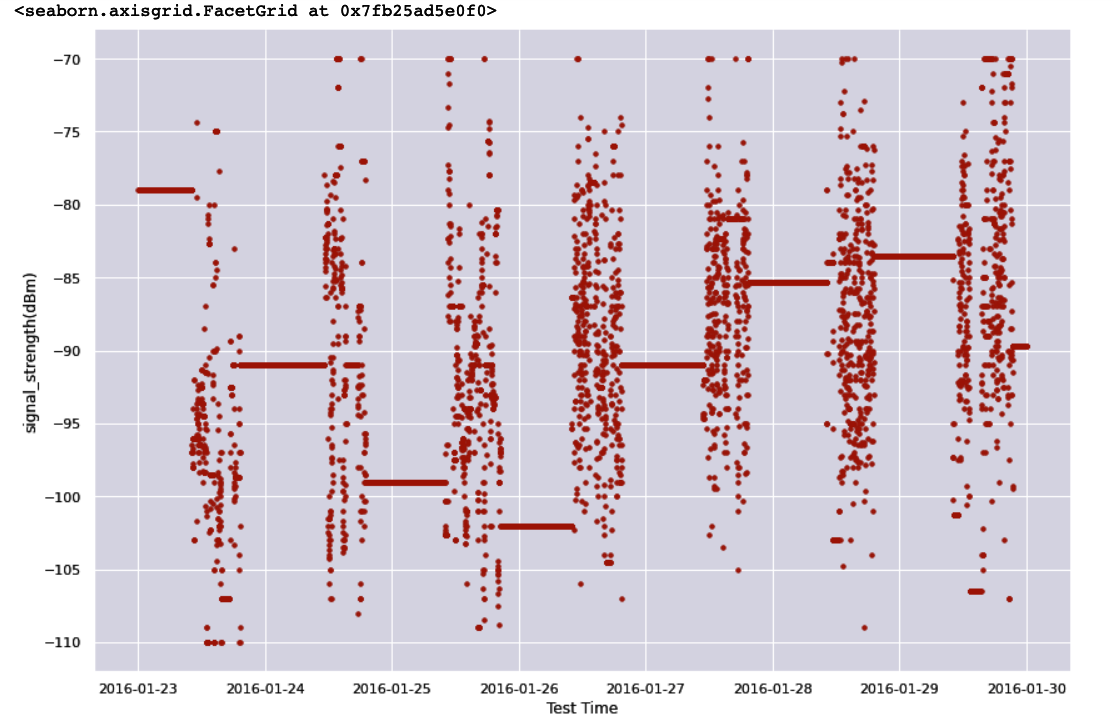 <seaborn.axisgrid.FacetGrid at 0x7fb25ad5e0f0>
−70
−75
−80
−85
−90
−95
−100
−105
−110
signal_strength(dBm)
2016-01-23 2016-01-24 2016-01-25 2016-01-26 2016-01-27 2016-01-28 2016-01-29 2016-01-30
Test Time